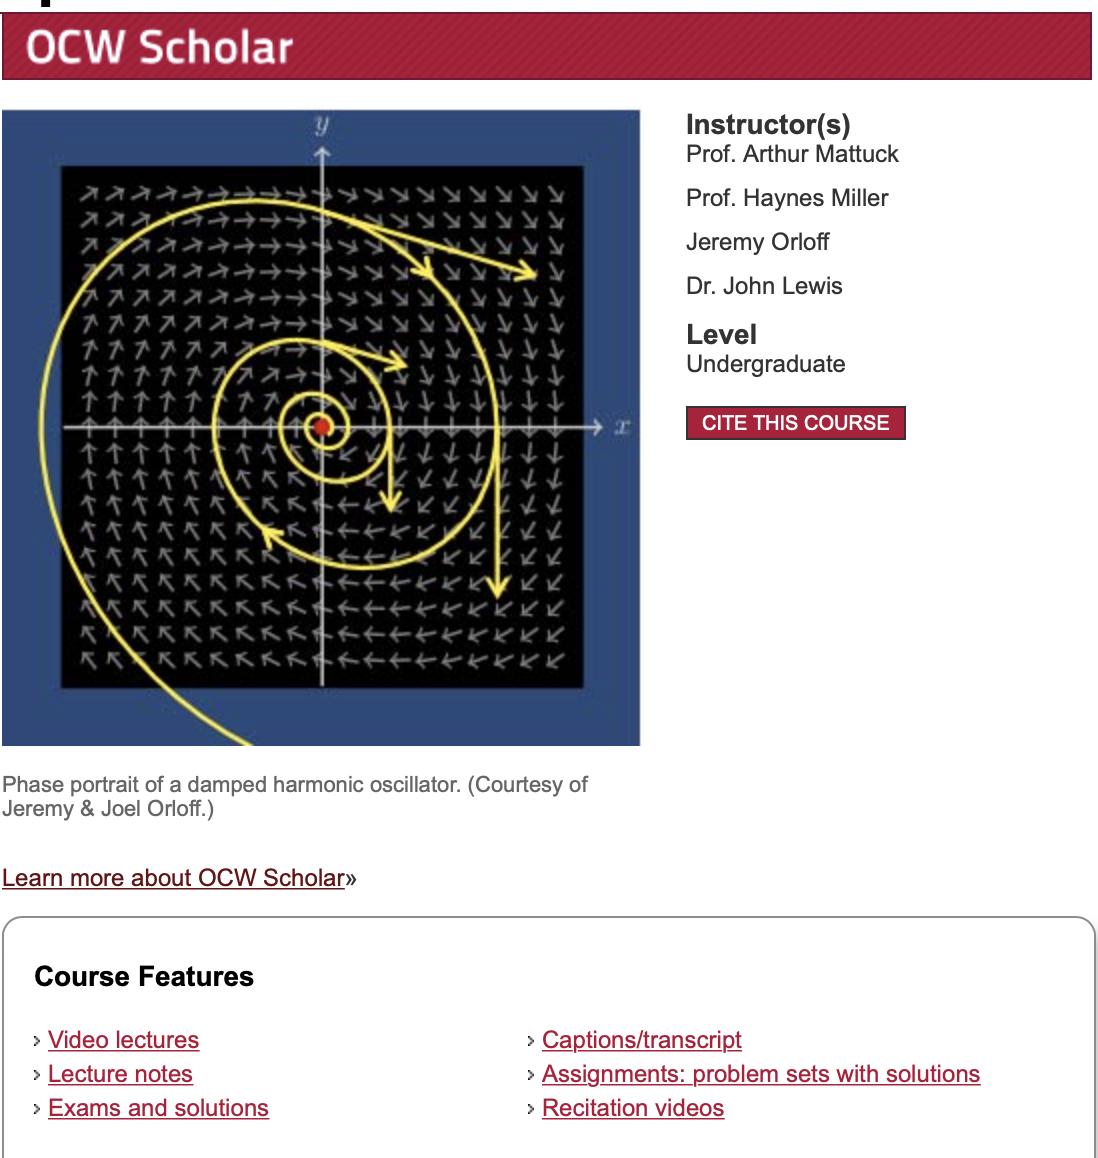 OCW Scholar
y
x
Instructor(s)
Prof. Arthur Mattuck
Prof. Haynes Miller
Jeremy Orloff
Dr. John Lewis
Level
Undergraduate
CITE THIS COURSE
Phase portrait of a damped harmonic oscillator. (Courtesy of
Jeremy & Joel Orloff.)
Learn more about OCW Scholar»
Course Features
› Video lectures
› Lecture notes
› Exams and solutions
› Captions/transcript
› Assignments: problem sets with solutions
› Recitation videos